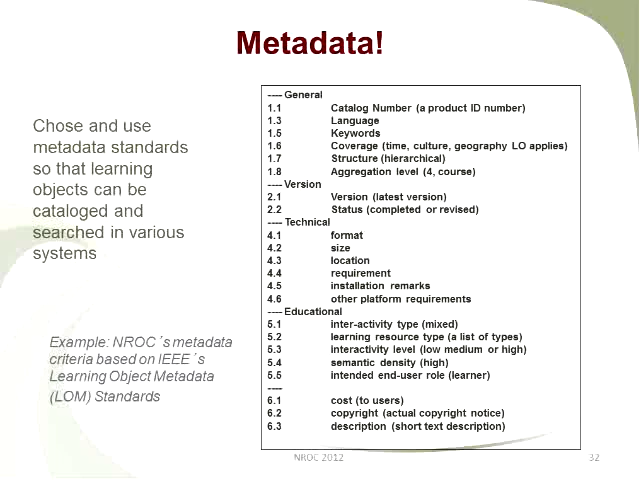 Metadata!
Chose and use
metadata standards
so that learning
objects can be
cataloged and
searched in various
systems
Example: NROC´s metadata
criteria based on IEEE´s
Learning Object Metadata
(LOM) Standards
---- General
1.1 Catalog Number (a product ID number)
1.3 Language
1.5 Keywords
1.6 Coverage (time, culture, geography LO applies)
1.7 Structure (hierarchical)
1.8 Aggregation level (4, course)
---- Version
2.1 Version (latest version)
2.2 Status (completed or revised)
---- Technical
4.1 format
4.2 size
4.3 location
4.4 requirement
4.5 installation remarks
4.6 other platform requirements
---- Educational
5.1 inter-activity type (mixed)
5.2 learning resource type (a list of types)
5.3 interactivity level (low medium or high)
5.4 semantic density (high)
5.5 intended end-user role (learner)
----
6.1 cost (to users)
6.2 copyright (actual copyright notice)
6.3 description (short text description)
NROC 2012
32